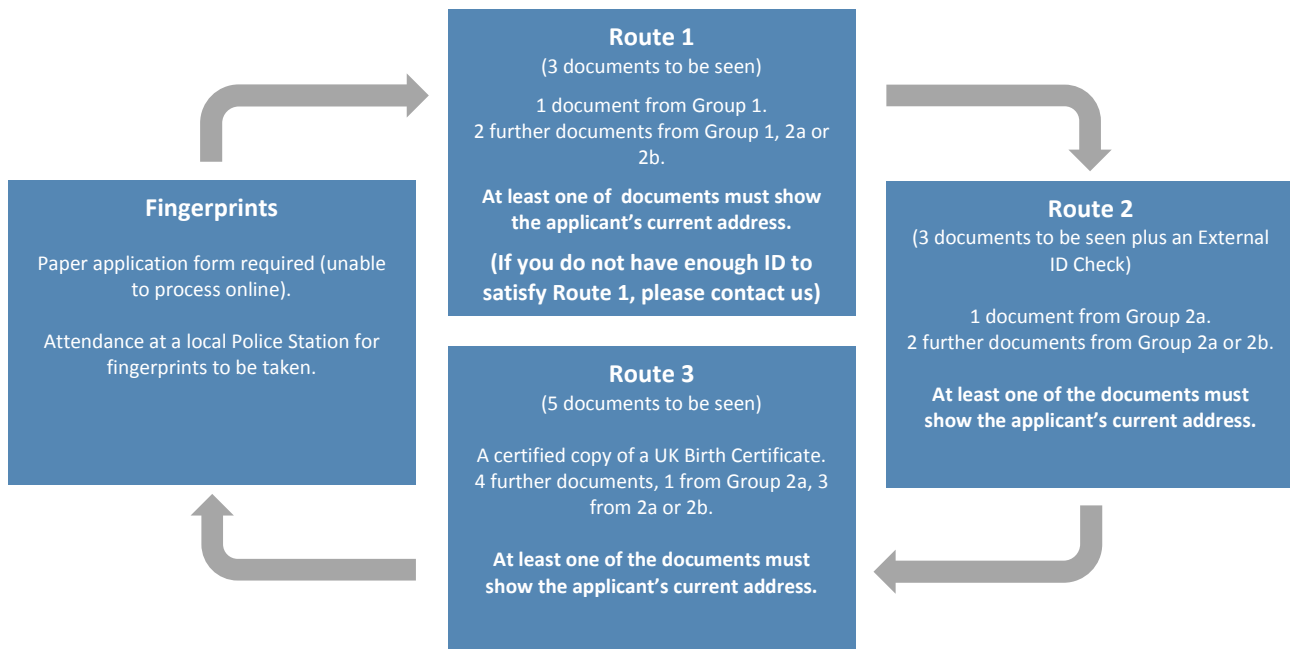 Route 1
(3 documents to be seen)
1 document from Group 1.
2 further documents from Group 1, 2a or
2b.
At least one of documents must show
the applicant's current address.
(If you do not have enough ID to
satisfy Route 1, please contact us)
Route 2
(3 documents to be seen plus an External
ID Check)
1 document from Group 2a.
2 further documents from Group 2a or 2b.
At least one of the documents must
show the applicant's current address.
Route 3
(5 documents to be seen)
A certified copy of a UK Birth Certificate.
4 further documents, 1 from Group 2a, 3
from 2a or 2b.
At least one of the documents must
show the applicant's current address.
Fingerprints
Paper application form required (unable
to process online).
Attendance at a local Police Station for
fingerprints to be taken.